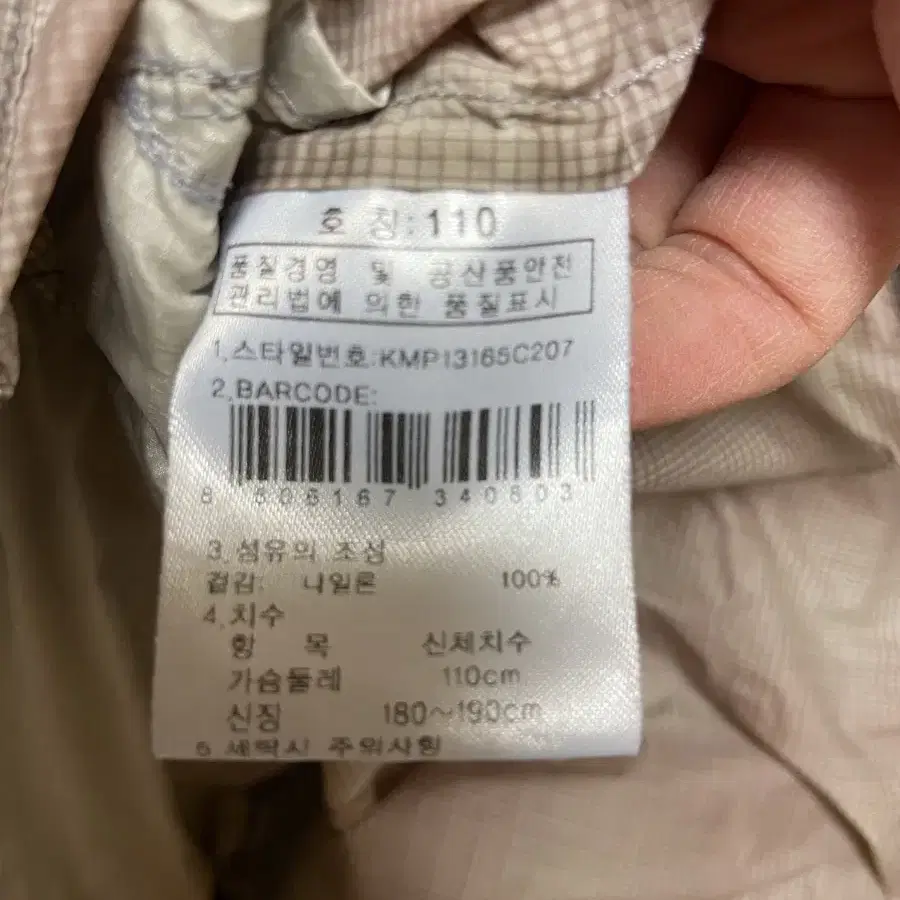 호 칭:110
품질경영 및 공산품안전
관리법에 의한 품질표시
1.스타일번호:KMP13165C207
2.BARCODE:
8 806167 340803
3.섬유의 조성
겉감: 나일론 100%
4.치수
항 목 신체치수
가슴둘레 110cm
신장 180~190cm
5.세탁시 주의사항